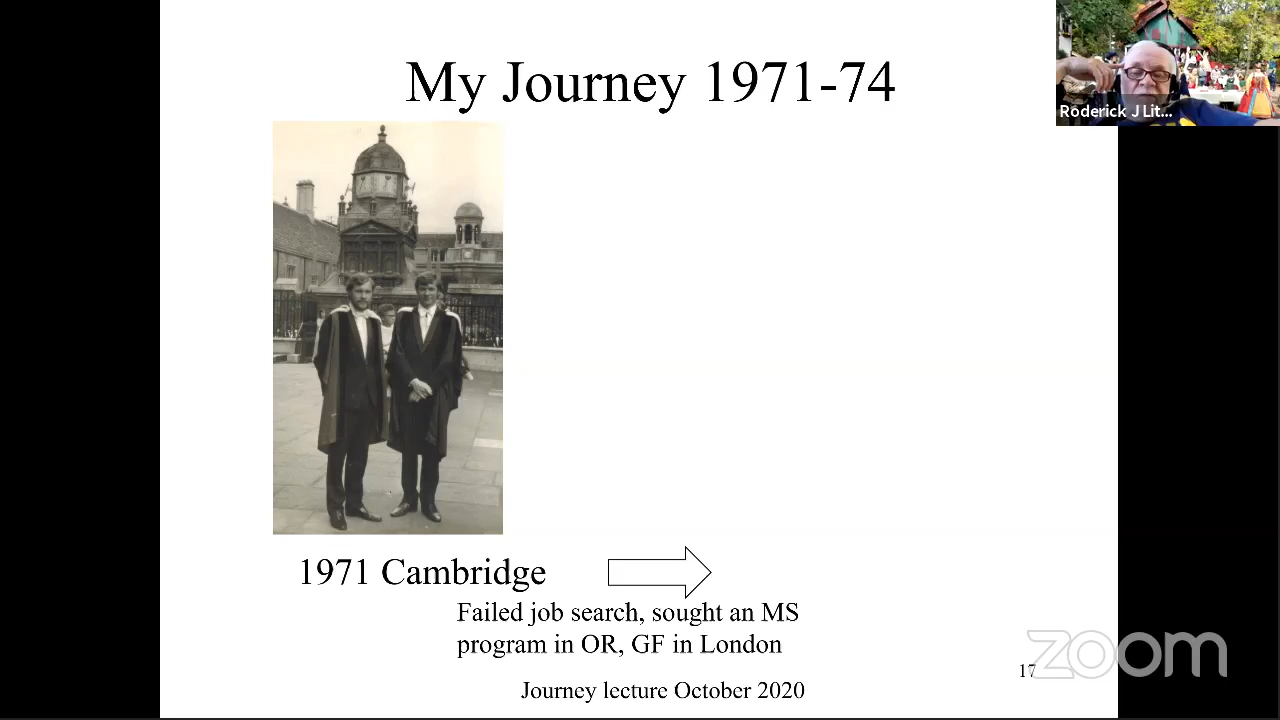 My Journey 1971-74
Roderick J Lit...
1971 Cambridge
Failed job search, sought an MS
program in OR, GF in London
17
zoom
Journey lecture October 2020